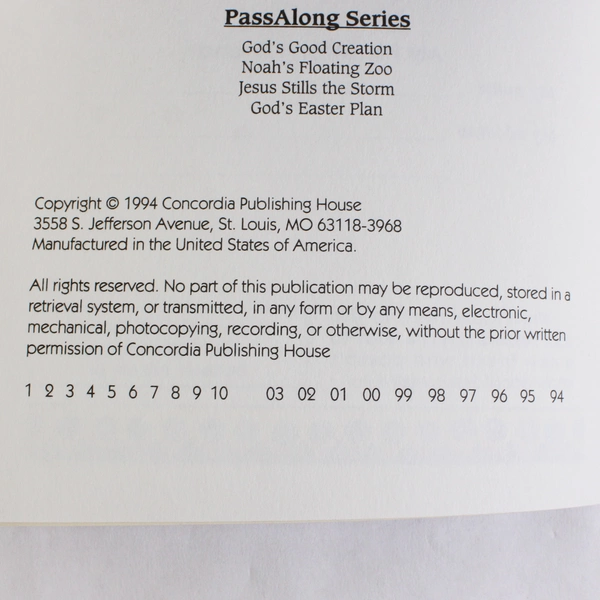 PassAlong Series
God's Good Creation
Noah's Floating Zoo
Jesus Stills the Storm
God's Easter Plan
Copyright © 1994 Concordia Publishing House
3558 S. Jefferson Avenue, St. Louis, MO 63118-3968
Manufactured in the United States of America.
All rights reserved. No part of this publication may be reproduced, stored in a
retrieval system, or transmitted, in any form or by any means, electronic,
mechanical, photocopying, recording, or otherwise, without the prior written
permission of Concordia Publishing House
1 2 3 4 5 6 7 8 9 10 03 02 01 00 99 98 97 96 95 94